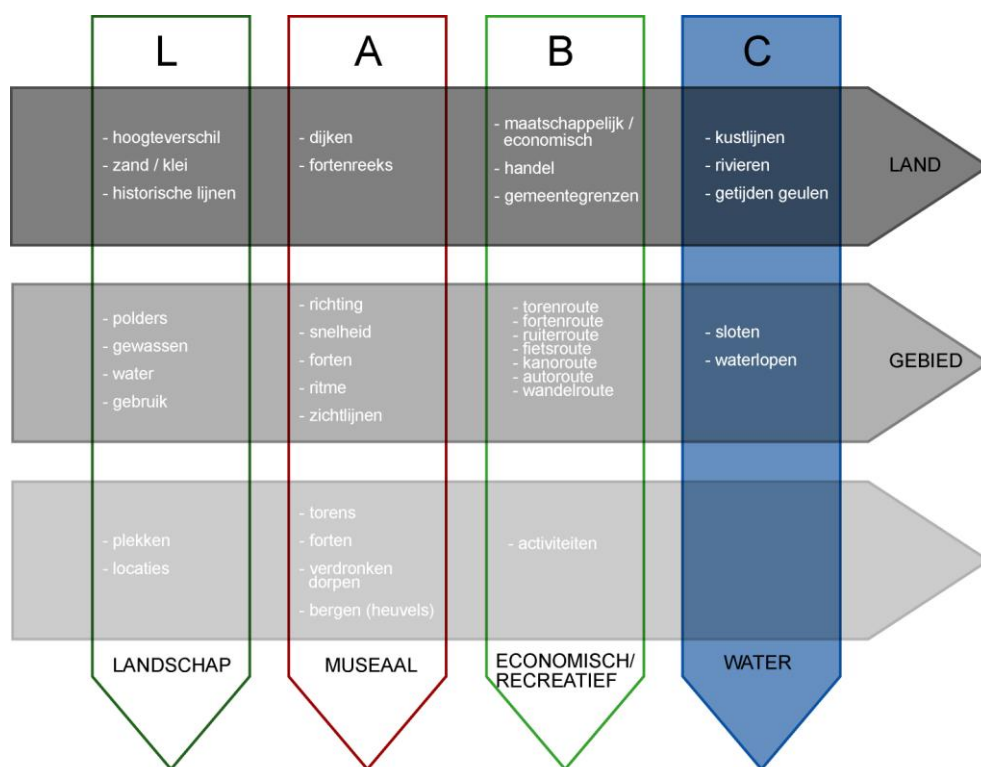 L
A
B
C
- hoogteverschil
- zand / klei
- historische lijnen
- dijken
- fortenreeks
- maatschappelijk /
economisch
- handel
- gemeentegrenzen
- kustlijnen
- rivieren
- getijden geulen
LAND
- polders
- gewassen
- water
- gebruik
- richting
- snelheid
- forten
- ritme
- zichtlijnen
- torenroute
- fortenroute
- ruiterroute
- fietsroute
- kanoroute
- autoroute
- wandelroute
- sloten
- waterlopen
GEBIED
- plekken
- locaties
- torens
- forten
- verdronken
dorpen
- bergen (heuvels)
- activiteiten
LANDSCHAP
MUSEAAL
ECONOMISCH/
RECREATIEF
WATER